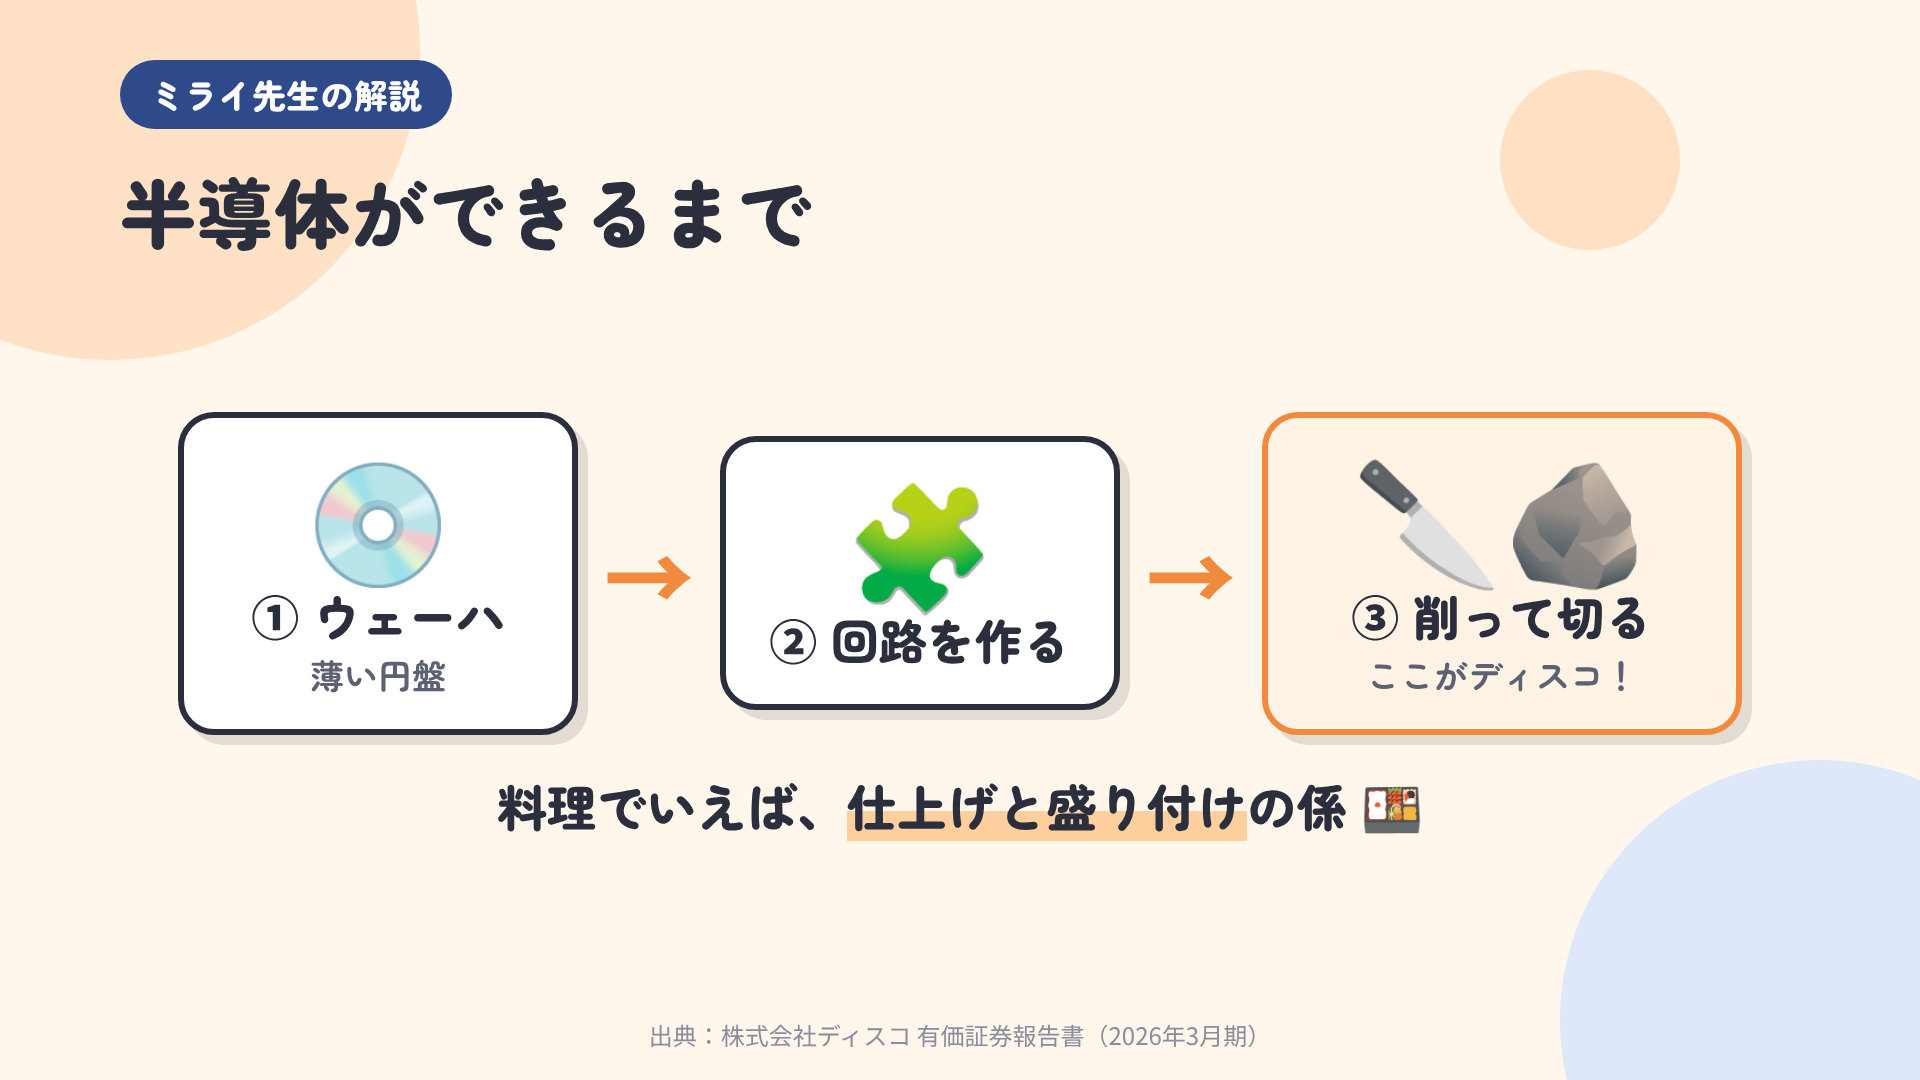 ミライ先生の解説
半導体ができるまで
① ウェーハ
薄い円盤
→
② 回路を作る
→
③ 削って切る
ここがディスコ！
料理でいえば、仕上げと盛り付けの係
出典：株式会社ディスコ 有価証券報告書（2026年3月期）